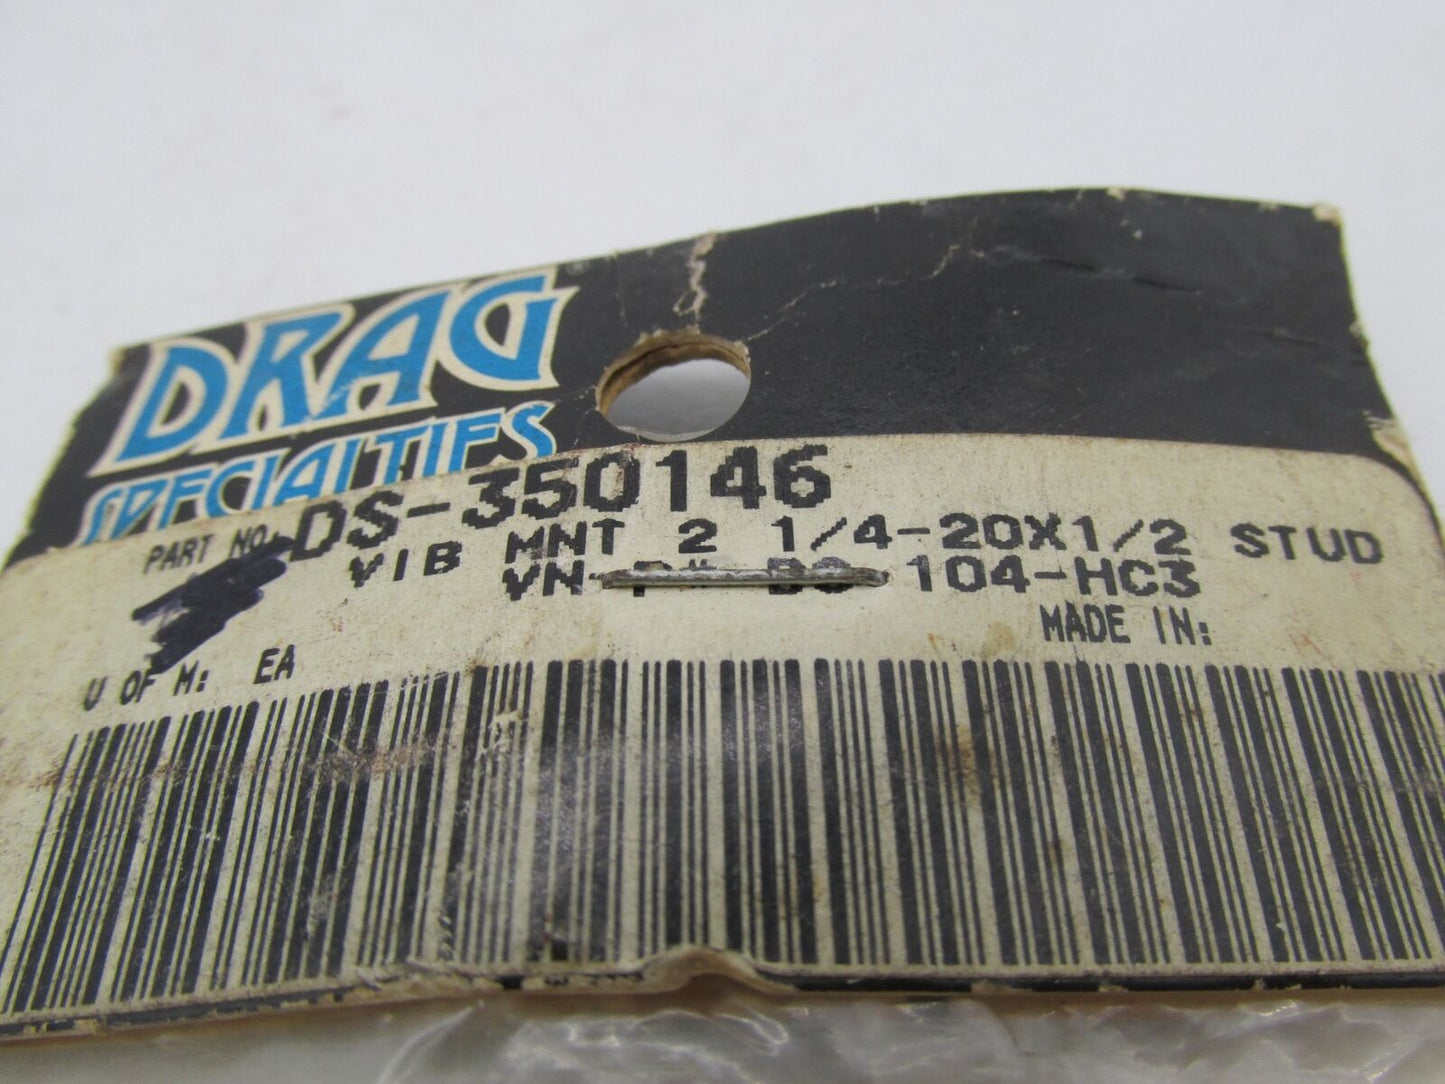 DRAG®
SPECIALTIES
PART NO: DS-350146
VIB MNT 2 1/4-20X1/2 STUD
104-HC3
MADE IN:
U OF M: EA